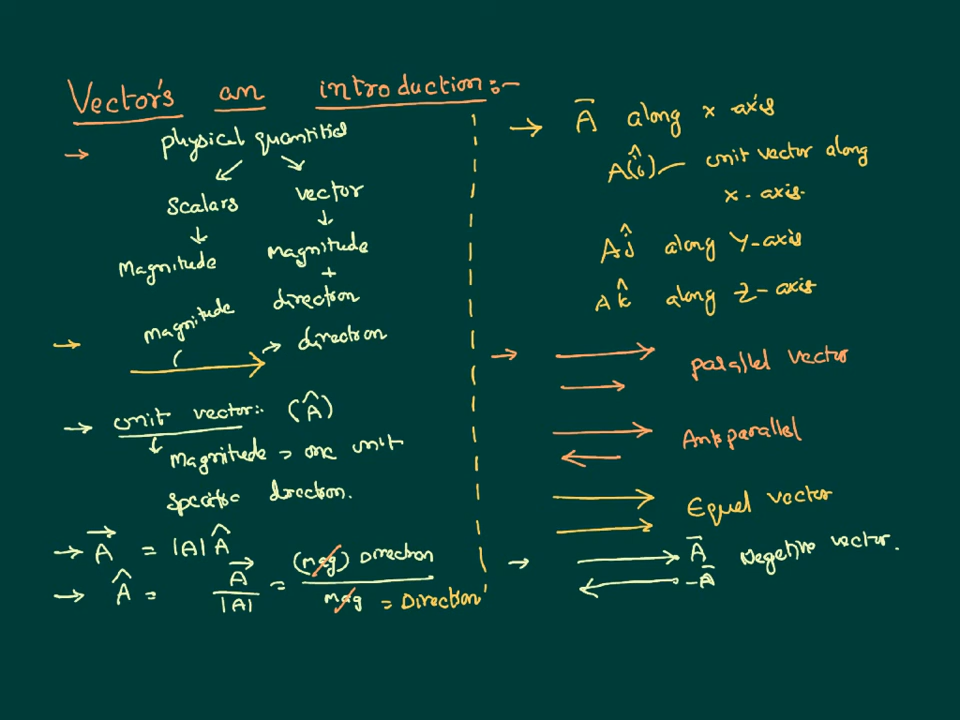 Vector's an introduction:-
physical quantities
Scalars
vector
Magnitude
Magnitude
+
direction
Magnitude
direction
unit vector:. (Â)
Magnitude = one unit
specific direction.
A⃗ = |A| Â
Â = A⃗ / |A| = (mag) Direction / mag = Direction
A̅ along x axis
A(î) unit vector along
x-axis.
Aĵ along Y-axis
Ak̂ along Z-axis
parallel vector
Antiparallel
Equal vector
A̅ Negetive vector.
-A̅